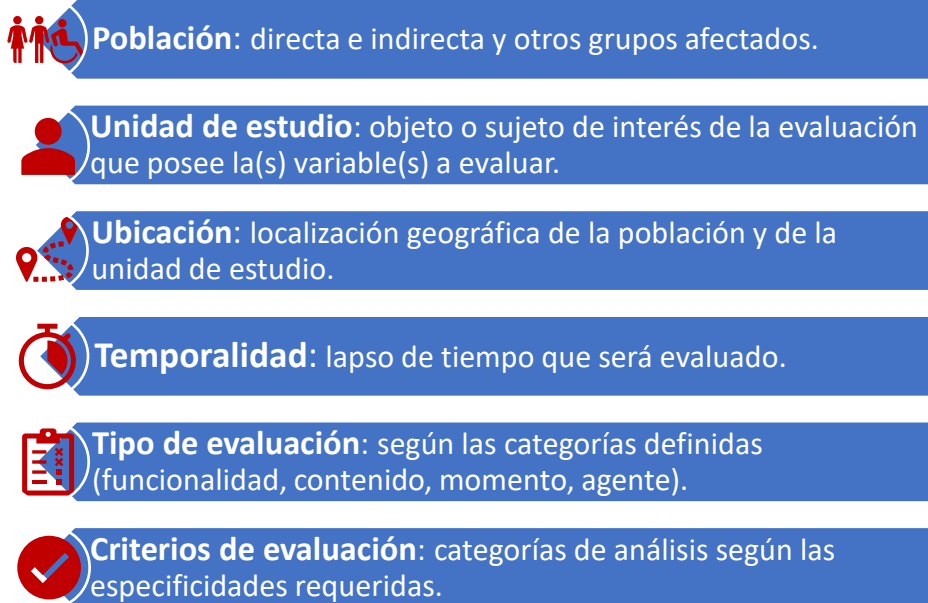 Población: directa e indirecta y otros grupos afectados.
Unidad de estudio: objeto o sujeto de interés de la evaluación
que posee la(s) variable(s) a evaluar.
Ubicación: localización geográfica de la población y de la
unidad de estudio.
Temporalidad: lapso de tiempo que será evaluado.
Tipo de evaluación: según las categorías definidas
(funcionalidad, contenido, momento, agente).
Criterios de evaluación: categorías de análisis según las
especificidades requeridas.